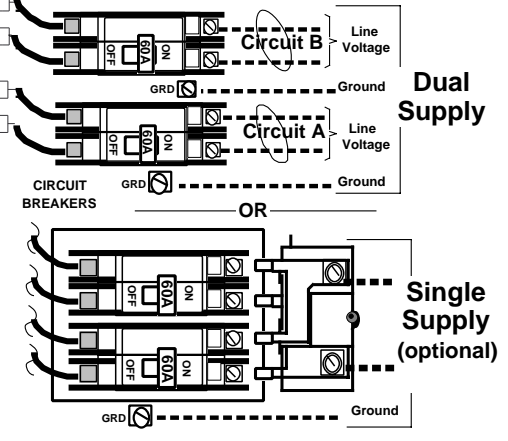 60A
OFF
ON
Circuit B
Line
Voltage
GRD
Ground
Dual
Supply
60A
OFF
ON
Circuit A
Line
Voltage
GRD
Ground
CIRCUIT
BREAKERS
OR
60A
OFF
ON
60A
OFF
ON
Single
Supply
(optional)
GRD
Ground